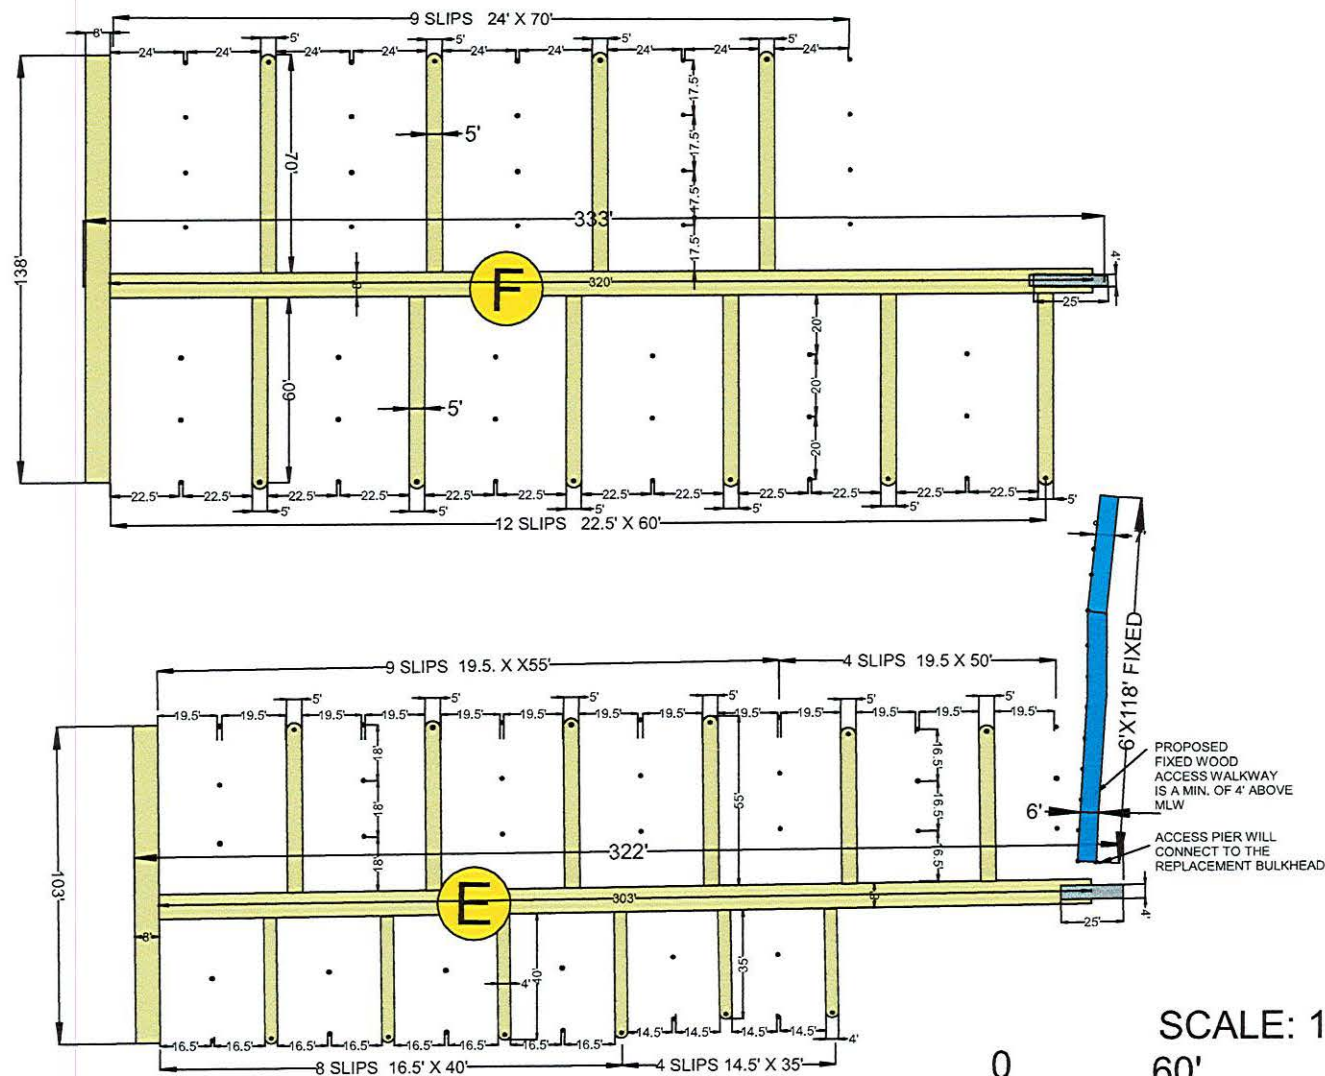 9 SLIPS 24' X 70'
8'
24' 24' 5' 24' 24' 5' 24' 24' 5' 24' 24' 5' 24'
17.5'
17.5'
17.5'
17.5'
5'
70'
138'
333'
F
320'
4'
25'
60'
5'
20'
20'
20'
22.5' 22.5' 22.5' 22.5' 22.5' 22.5' 22.5' 22.5' 22.5' 22.5' 22.5' 22.5'
5' 5' 5' 5' 5' 5'
12 SLIPS 22.5' X 60'
6'X118' FIXED
9 SLIPS 19.5. X X55'
4 SLIPS 19.5 X 50'
5' 5' 5' 5' 5' 5'
19.5' 19.5' 19.5' 19.5' 19.5' 19.5' 19.5' 19.5' 19.5' 19.5' 19.5' 19.5' 19.5'
18'
18'
18'
55'
16.5'
16.5'
16.5'
6'
PROPOSED
FIXED WOOD
ACCESS WALKWAY
IS A MIN. OF 4' ABOVE
MLW
ACCESS PIER WILL
CONNECT TO THE
REPLACEMENT BULKHEAD
103'
322'
E
303'
4'
25'
8'
4'
40'
35'
16.5' 16.5' 16.5' 16.5' 16.5' 16.5' 16.5' 16.5' 14.5' 14.5' 14.5' 14.5'
4'
8 SLIPS 16.5' X 40'
4 SLIPS 14.5' X 35'
SCALE: 1
0 60'